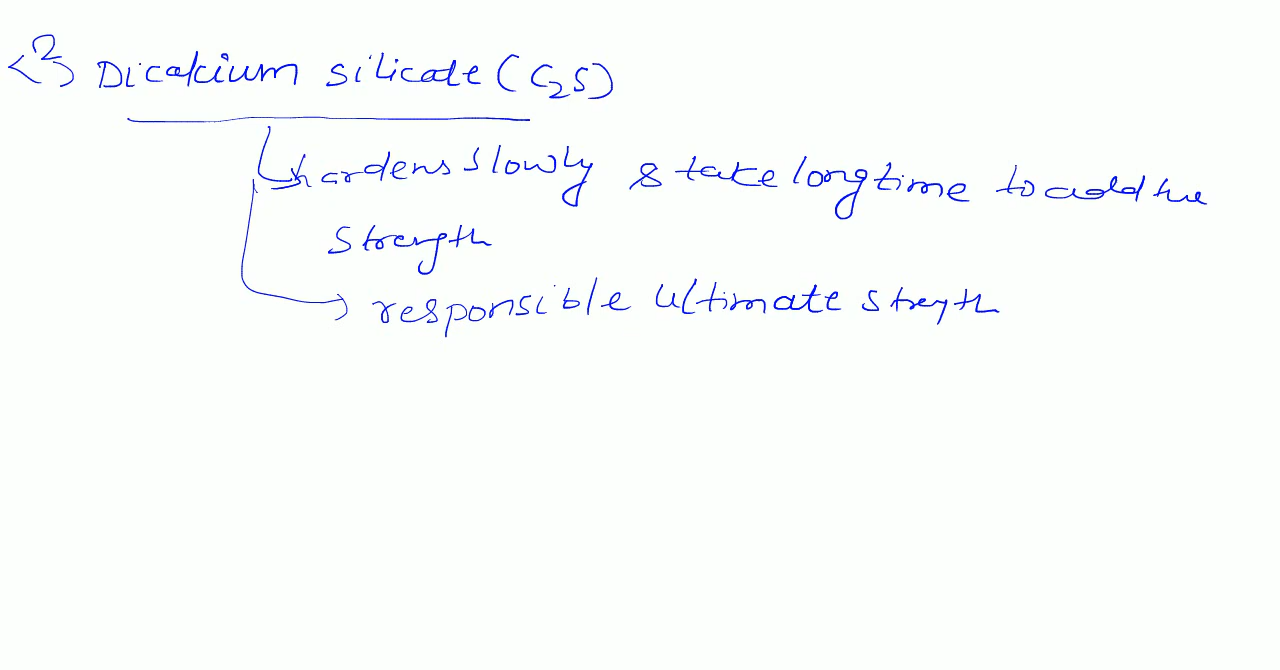 <2> Dicalcium silicate (C₂S)
hardens slowly & take long time to add the
strength
responsible ultimate strength